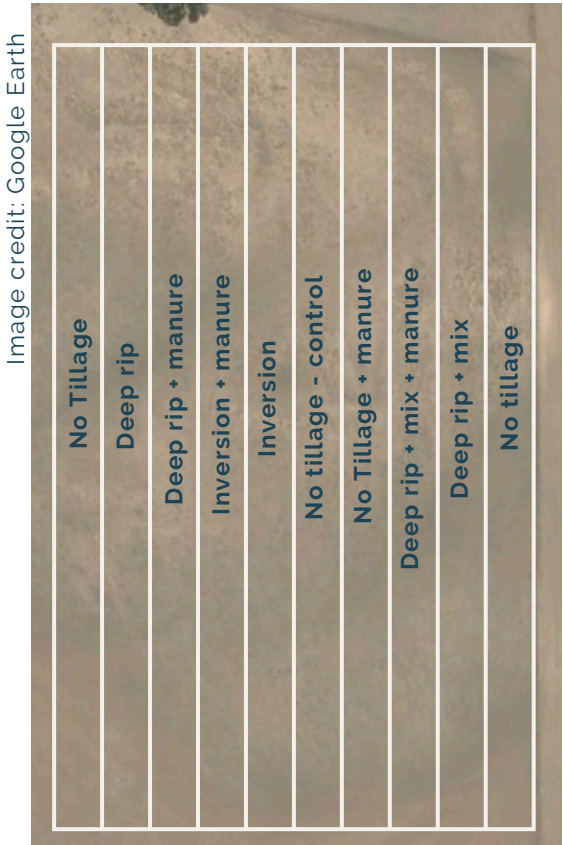 Image credit: Google Earth
No Tillage
Deep rip
Deep rip + manure
Inversion + manure
Inversion
No tillage - control
No Tillage + manure
Deep rip + mix + manure
Deep rip + mix
No tillage